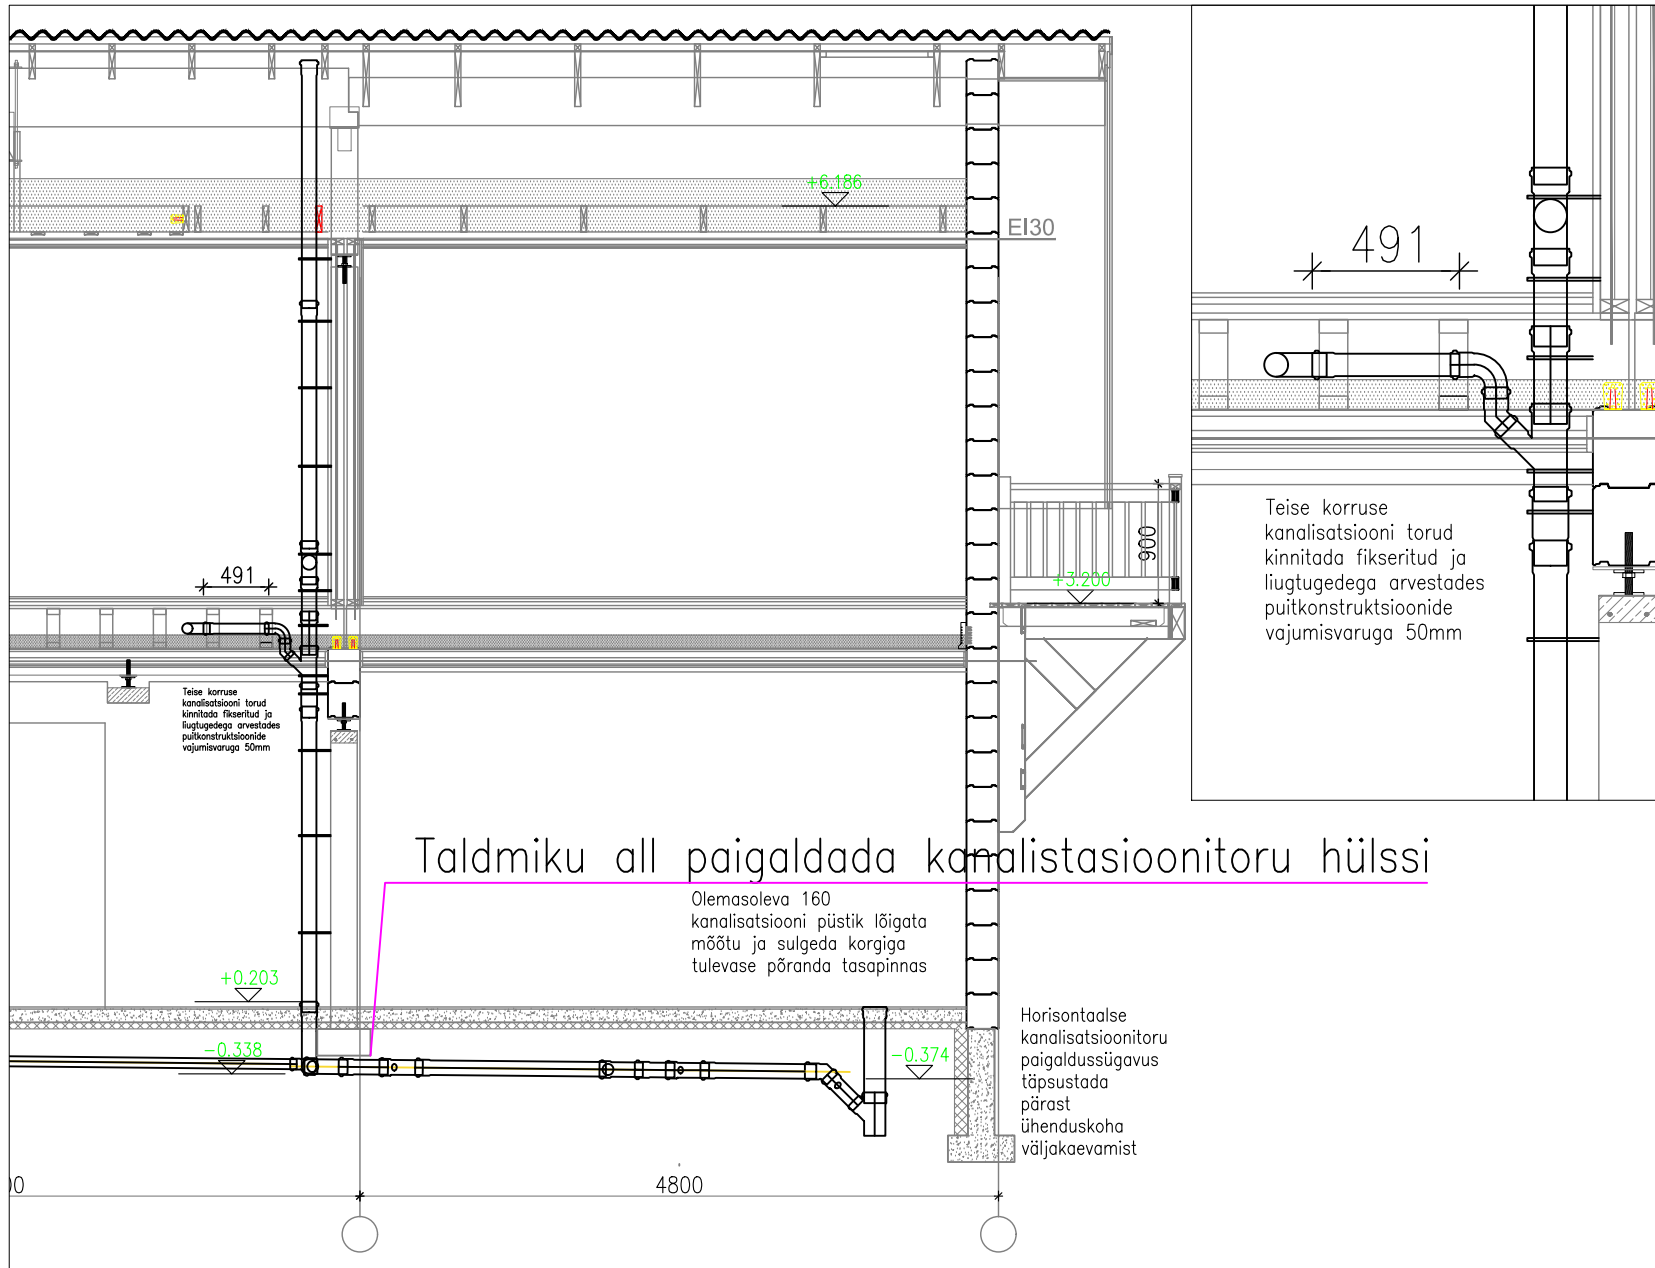 +6.186
EI30
491
491
900
+3.200
Teise korruse
kanalisatsiooni torud
kinnitada fikseritud ja
liugtugedega arvestades
puitkonstruktsioonide
vajumisvaruga 50mm
Teise korruse
kanalisatsiooni torud
kinnitada fikseritud ja
liugtugedega arvestades
puitkonstruktsioonide
vajumisvaruga 50mm
Taldmiku all paigaldada kanalistasioonitoru hülssi
Olemasoleva 160
kanalisatsiooni püstik lõigata
mõõtu ja sulgeda korgiga
tulevase põranda tasapinnas
+0.203
-0.338
-0.374
Horisontaalse
kanalisatsioonitoru
paigaldussügavus
täpsustada
pärast
ühenduskoha
väljakaevamist
4800